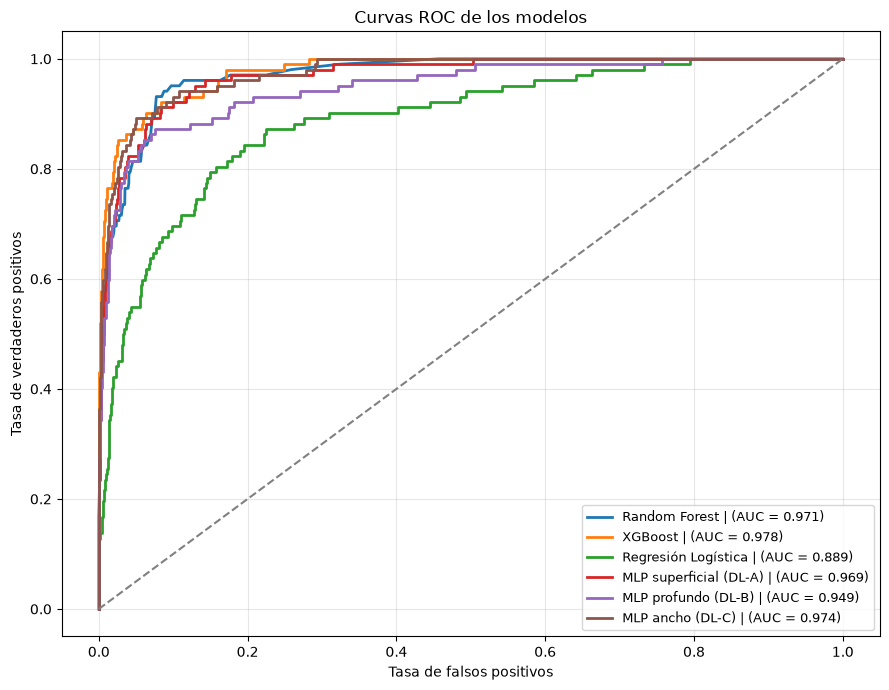 Curvas ROC de los modelos
Tasa de verdaderos positivos
1.0
0.8
0.6
0.4
0.2
0.0
0.0
0.2
0.4
0.6
0.8
1.0
Tasa de falsos positivos
Random Forest | (AUC = 0.971)
XGBoost | (AUC = 0.978)
Regresión Logística | (AUC = 0.889)
MLP superficial (DL-A) | (AUC = 0.969)
MLP profundo (DL-B) | (AUC = 0.949)
MLP ancho (DL-C) | (AUC = 0.974)